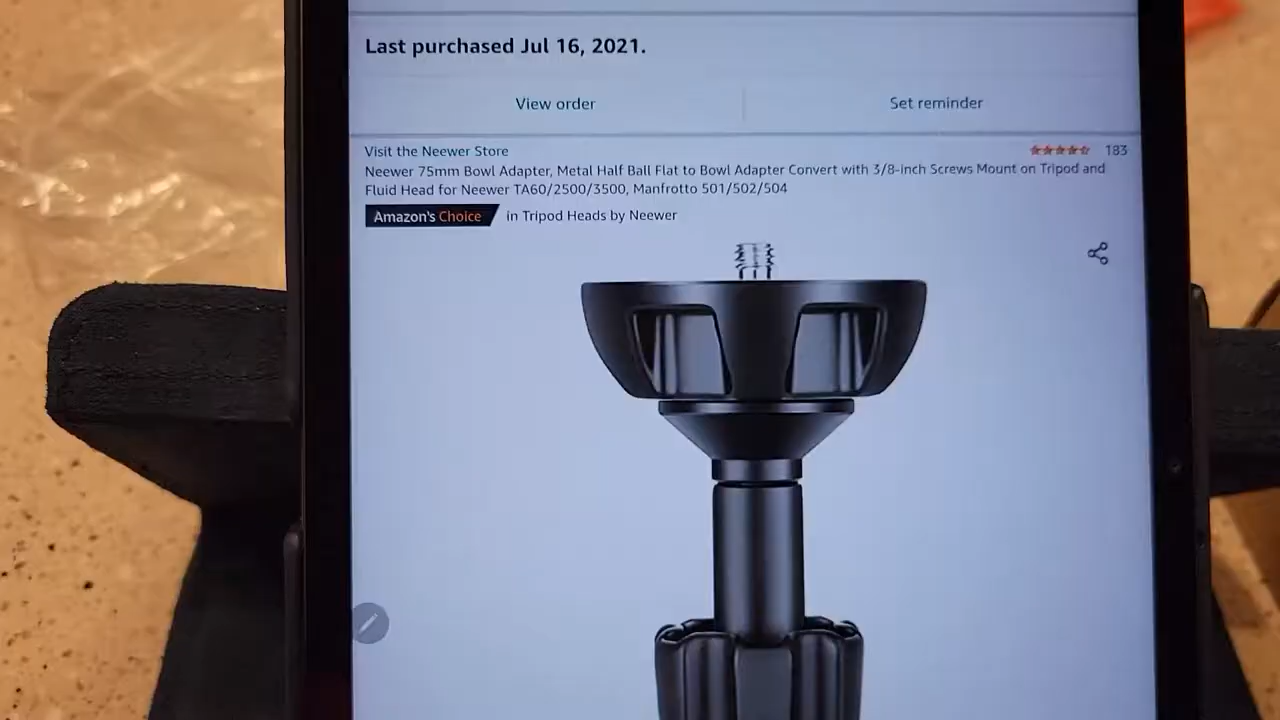 Last purchased Jul 16, 2021.
View order
Set reminder
Visit the Neewer Store
183
Neewer 75mm Bowl Adapter, Metal Half Ball Flat to Bowl Adapter Convert with 3/8-inch Screws Mount on Tripod and
Fluid Head for Neewer TA60/2500/3500, Manfrotto 501/502/504
Amazon's Choice in Tripod Heads by Neewer